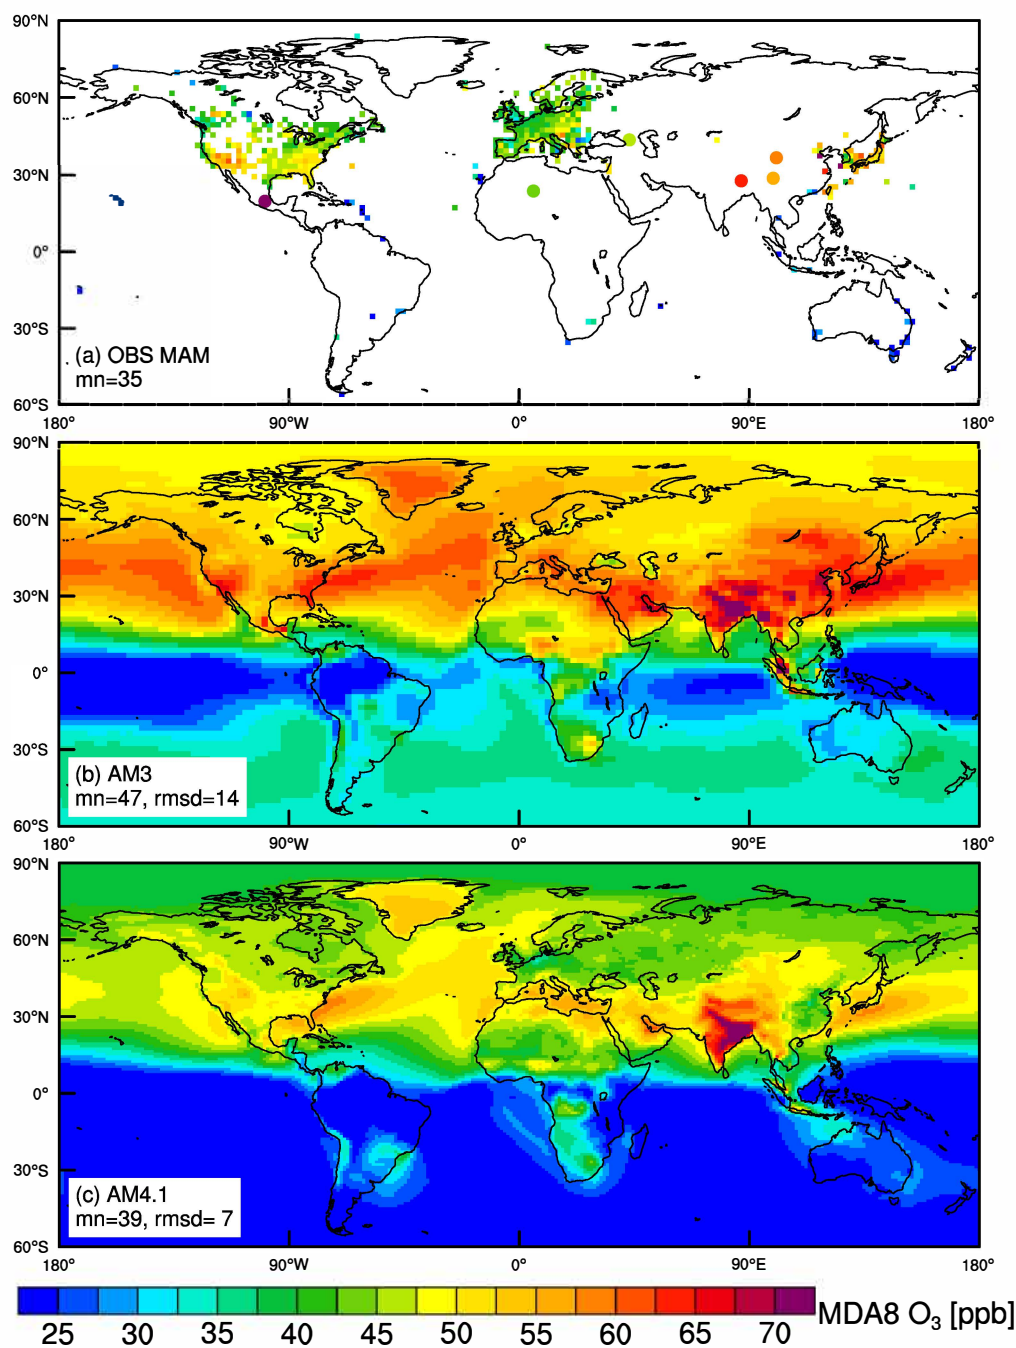 90°N
60°N
30°N
0°
30°S
60°S
(a) OBS MAM
mn=35
180° 90°W 0° 90°E 180°
90°N
60°N
30°N
0°
30°S
60°S
(b) AM3
mn=47, rmsd=14
180° 90°W 0° 90°E 180°
90°N
60°N
30°N
0°
30°S
60°S
(c) AM4.1
mn=39, rmsd= 7
180° 90°W 0° 90°E 180°
25 30 35 40 45 50 55 60 65 70 MDA8 O₃ [ppb]